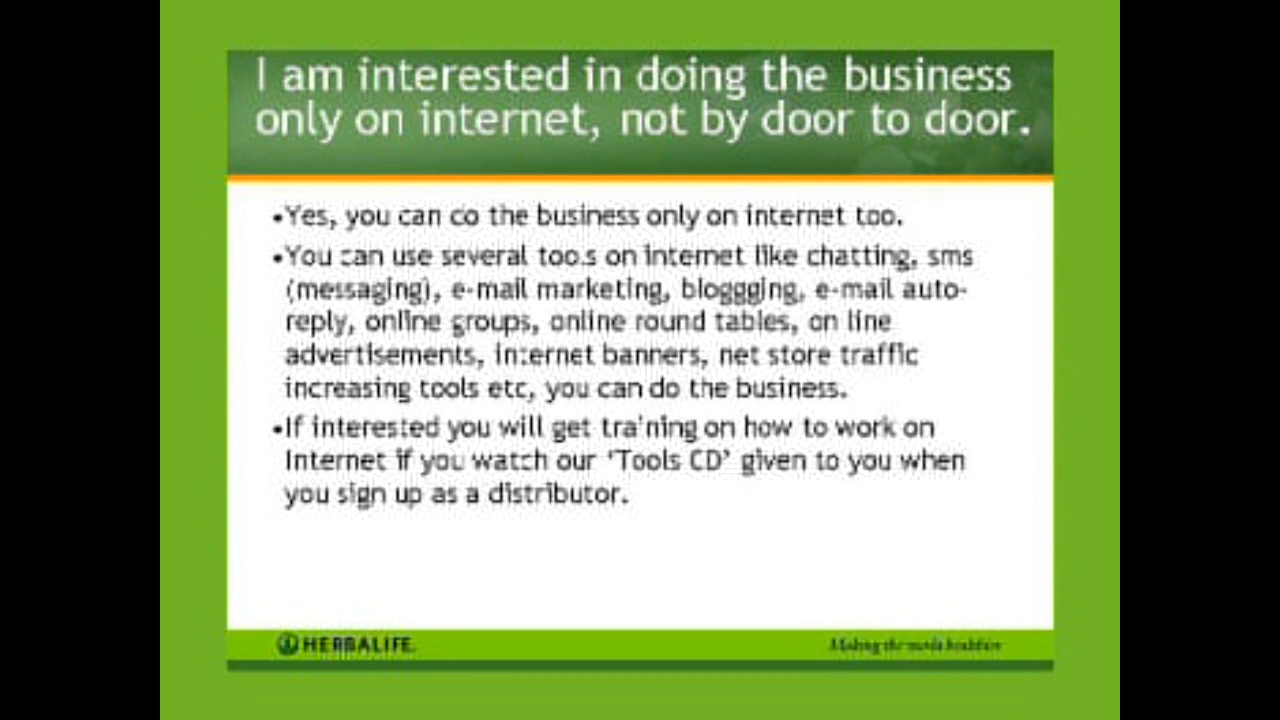 I am interested in doing the business
only on internet, not by door to door.
•Yes, you can do the business only on internet too.
•You can use several tools on internet like chatting, sms
(messaging), e-mail marketing, bloggging, e-mail auto-
reply, online groups, online round tables, on line
advertisements, internet banners, net store traffic
increasing tools etc, you can do the business.
•If interested you will get training on how to work on
Internet if you watch our ‘Tools CD’ given to you when
you sign up as a distributor.
HERBALIFE.
Making the world healthier